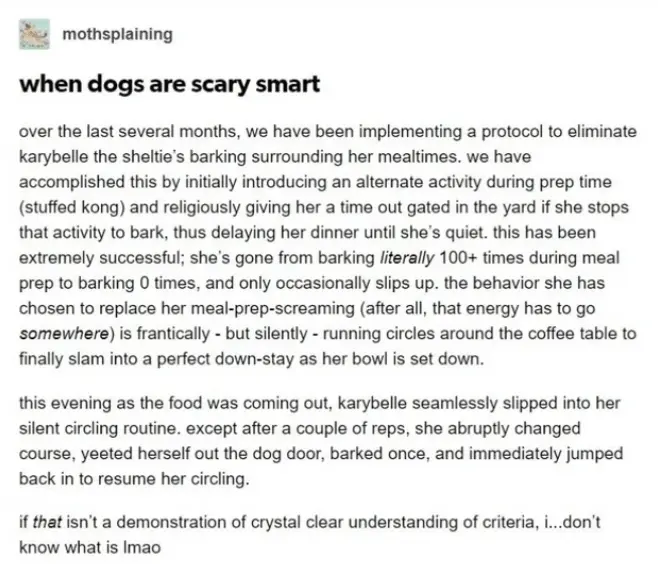 mothsplaining
when dogs are scary smart
over the last several months, we have been implementing a protocol to eliminate
karybelle the sheltie's barking surrounding her mealtimes. we have
accomplished this by initially introducing an alternate activity during prep time
(stuffed kong) and religiously giving her a time out gated in the yard if she stops
that activity to bark, thus delaying her dinner until she's quiet. this has been
extremely successful; she's gone from barking literally 100+ times during meal
prep to barking 0 times, and only occasionally slips up. the behavior she has
chosen to replace her meal-prep-screaming (after all, that energy has to go
somewhere) is frantically - but silently - running circles around the coffee table to
finally slam into a perfect down-stay as her bowl is set down.
this evening as the food was coming out, karybelle seamlessly slipped into her
silent circling routine. except after a couple of reps, she abruptly changed
course, yeeted herself out the dog door, barked once, and immediately jumped
back in to resume her circling.
if that isn't a demonstration of crystal clear understanding of criteria, i...don't
know what is lmao